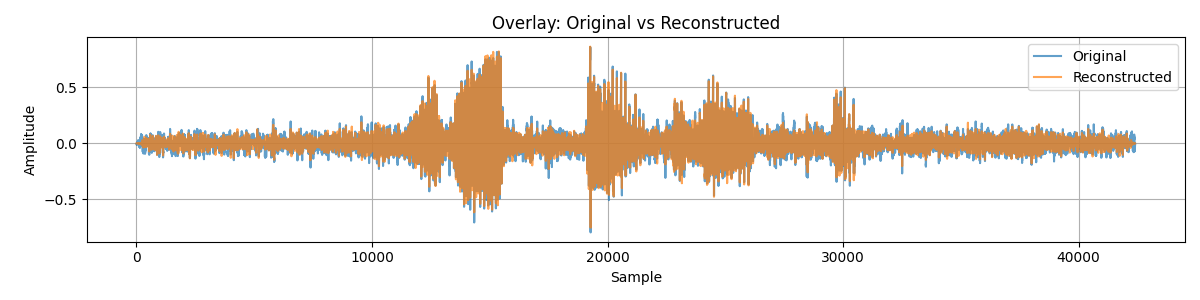 Overlay: Original vs Reconstructed
Original
Reconstructed
Amplitude
0.5
0.0
−0.5
0
10000
20000
30000
40000
Sample